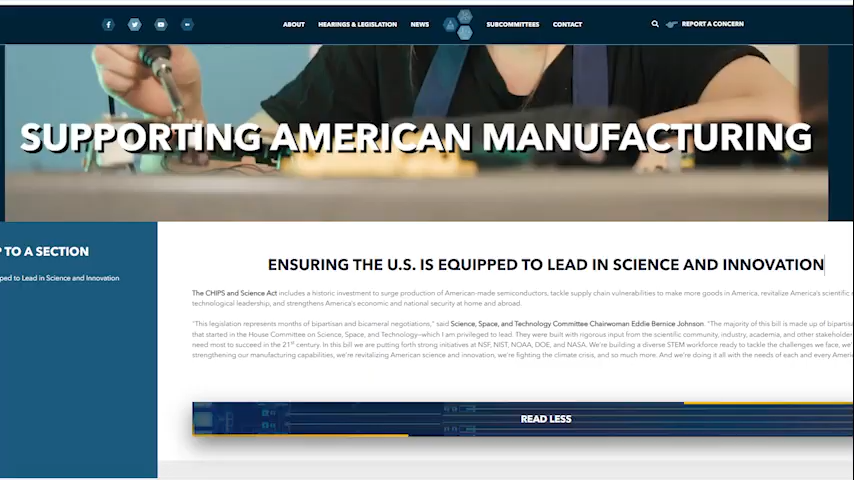 ABOUT HEARINGS & LEGISLATION NEWS SUBCOMMITTEES CONTACT REPORT A CONCERN
SUPPORTING AMERICAN MANUFACTURING
P TO A SECTION
ped to Lead in Science and Innovation
ENSURING THE U.S. IS EQUIPPED TO LEAD IN SCIENCE AND INNOVATION
The CHIPS and Science Act includes a historic investment to surge production of American-made semiconductors, tackle supply chain vulnerabilities to make more goods in America, revitalize America's scientific
technological leadership, and strengthens America's economic and national security at home and abroad.
"This legislation represents months of bipartisan and bicameral negotiations," said Science, Space, and Technology Committee Chairwoman Eddie Bernice Johnson. "The majority of this bill is made up of bipartis
that started in the House Committee on Science, Space, and Technology—which I am privileged to lead. They were built with rigorous input from the scientific community, industry, academia, and other stakeholder
need most to succeed in the 21st century. In this bill we are putting forth strong initiatives at NSF, NIST, NOAA, DOE, and NASA. We're building a diverse STEM workforce ready to tackle the challenges we face, w
strengthening our manufacturing capabilities, we're revitalizing American science and innovation, we're fighting the climate crisis, and so much more. And we're doing it all with the needs of each and every Ameri
READ LESS